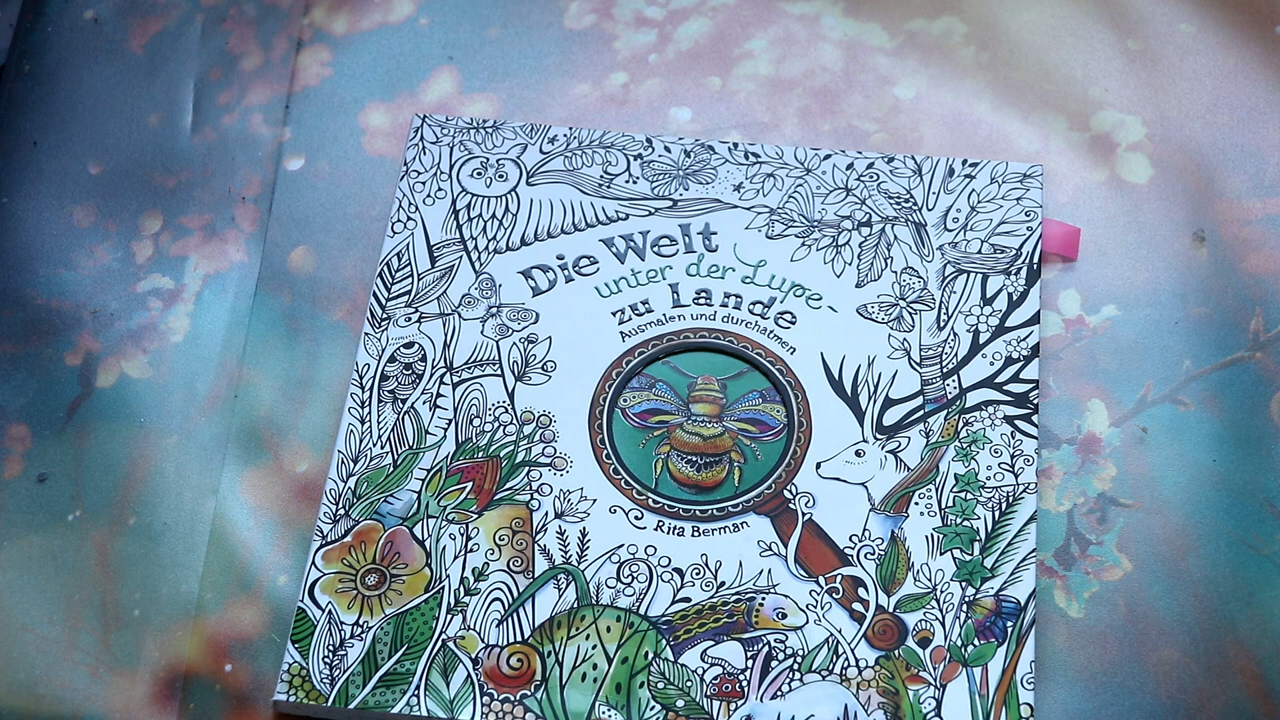 Die Welt
unter der Lupe-
zu Lande
Ausmalen und durchatmen
Rita Berman